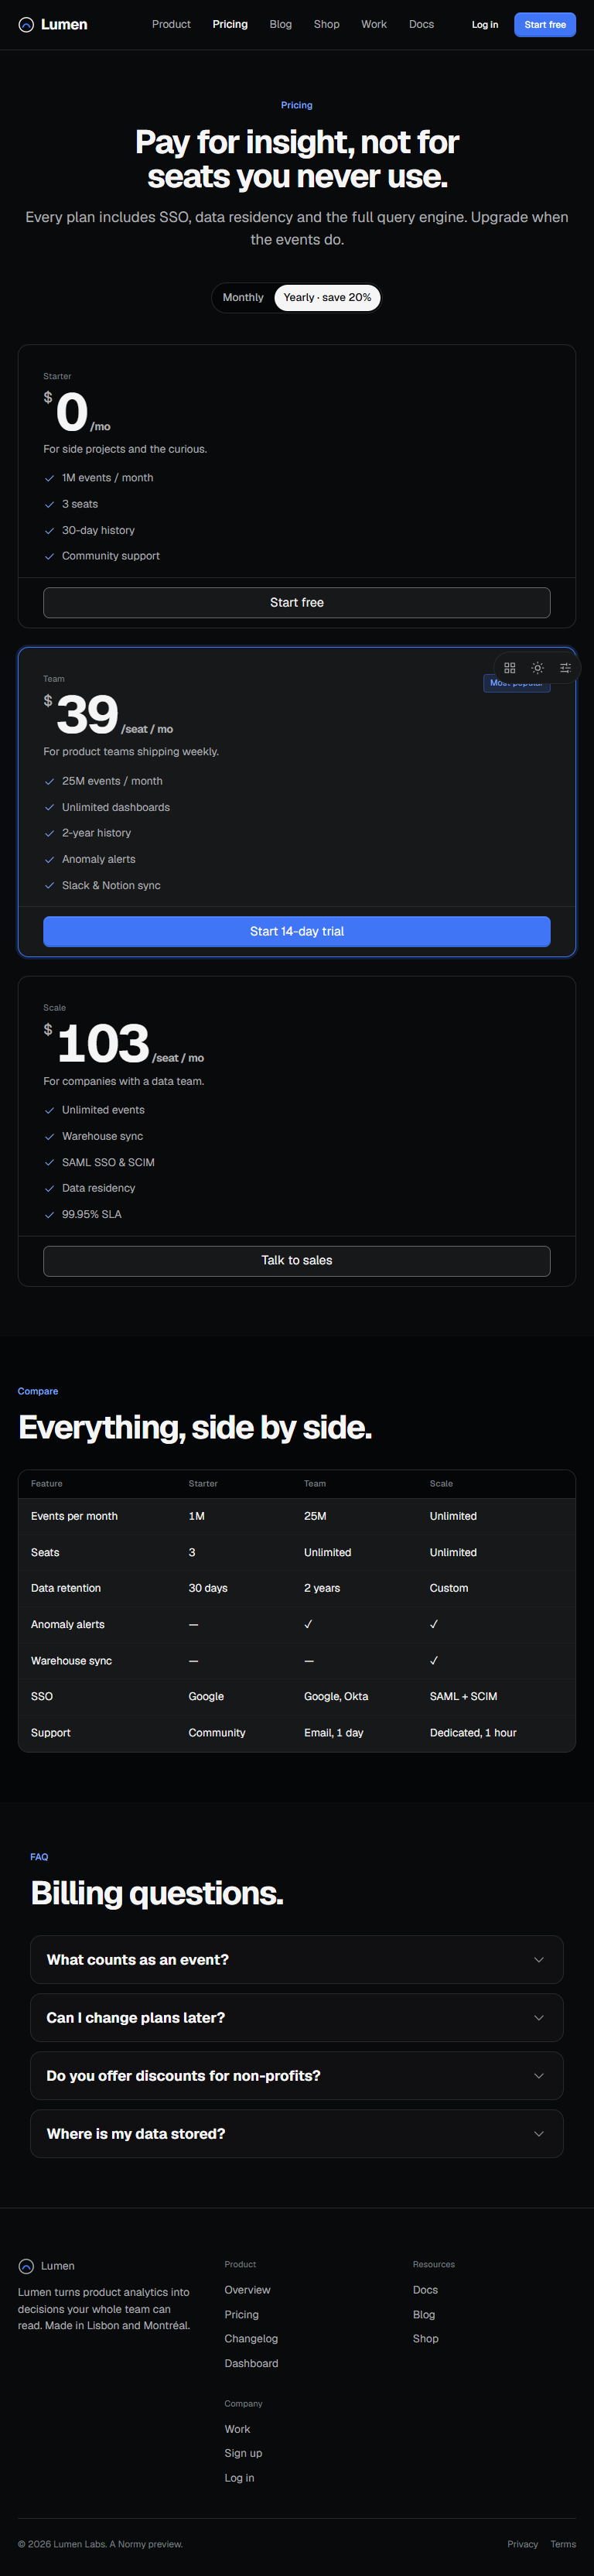 Lumen
Product Pricing Blog Shop Work Docs
Log in
Start free
Pricing
Pay for insight, not for
seats you never use.
Every plan includes SSO, data residency and the full query engine. Upgrade when
the events do.
Monthly
Yearly · save 20%
Starter
$0/mo
For side projects and the curious.
1M events / month
3 seats
30-day history
Community support
Start free
Team
Most popular
$39/seat / mo
For product teams shipping weekly.
25M events / month
Unlimited dashboards
2-year history
Anomaly alerts
Slack & Notion sync
Start 14-day trial
Scale
$103/seat / mo
For companies with a data team.
Unlimited events
Warehouse sync
SAML SSO & SCIM
Data residency
99.95% SLA
Talk to sales
Compare
Everything, side by side.
Feature Starter Team Scale
Events per month 1M 25M Unlimited
Seats 3 Unlimited Unlimited
Data retention 30 days 2 years Custom
Anomaly alerts — ✓ ✓
Warehouse sync — — ✓
SSO Google Google, Okta SAML + SCIM
Support Community Email, 1 day Dedicated, 1 hour
FAQ
Billing questions.
What counts as an event?
Can I change plans later?
Do you offer discounts for non-profits?
Where is my data stored?
Lumen
Lumen turns product analytics into
decisions your whole team can
read. Made in Lisbon and Montréal.
Product
Overview
Pricing
Changelog
Dashboard
Resources
Docs
Blog
Shop
Company
Work
Sign up
Log in
© 2026 Lumen Labs. A Normy preview.
Privacy Terms